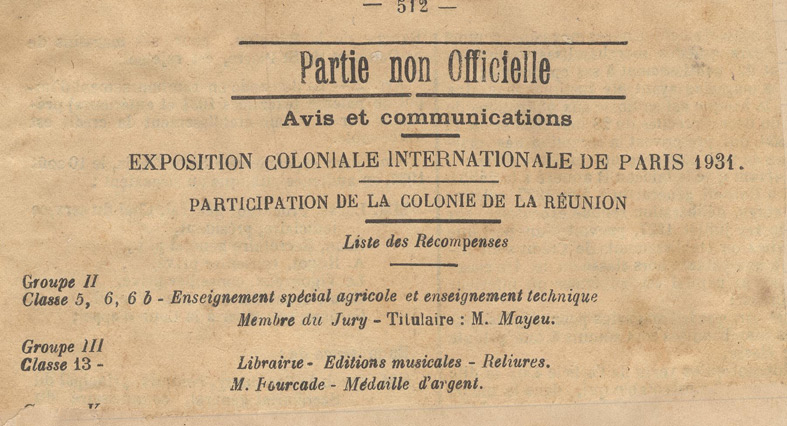 — 512 —
Partie non Officielle
Avis et communications
EXPOSITION COLONIALE INTERNATIONALE DE PARIS 1931.
PARTICIPATION DE LA COLONIE DE LA RÉUNION
Liste des Récompenses
Groupe II
Classe 5, 6, 6 b - Enseignement spécial agricole et enseignement technique
Membre du Jury - Titulaire : M. Mayeu.
Groupe III
Classe 13 - Librairie - Editions musicales - Reliures.
M. Fourcade - Médaille d'argent.